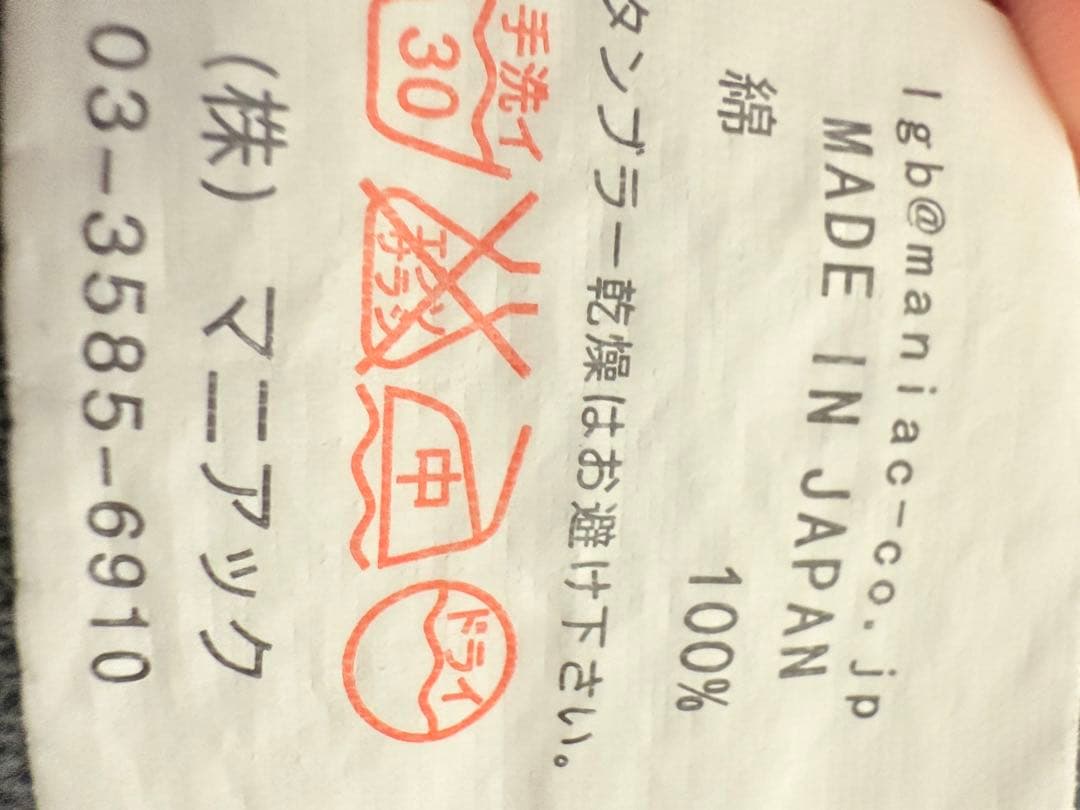 lgb@maniac-co.jp
MADE IN JAPAN
綿 100%
タンブラー乾燥はお避け下さい。
手洗イ
30
エンソ
サラシ
中
ドライ
(株) マニアック
03-3585-6910